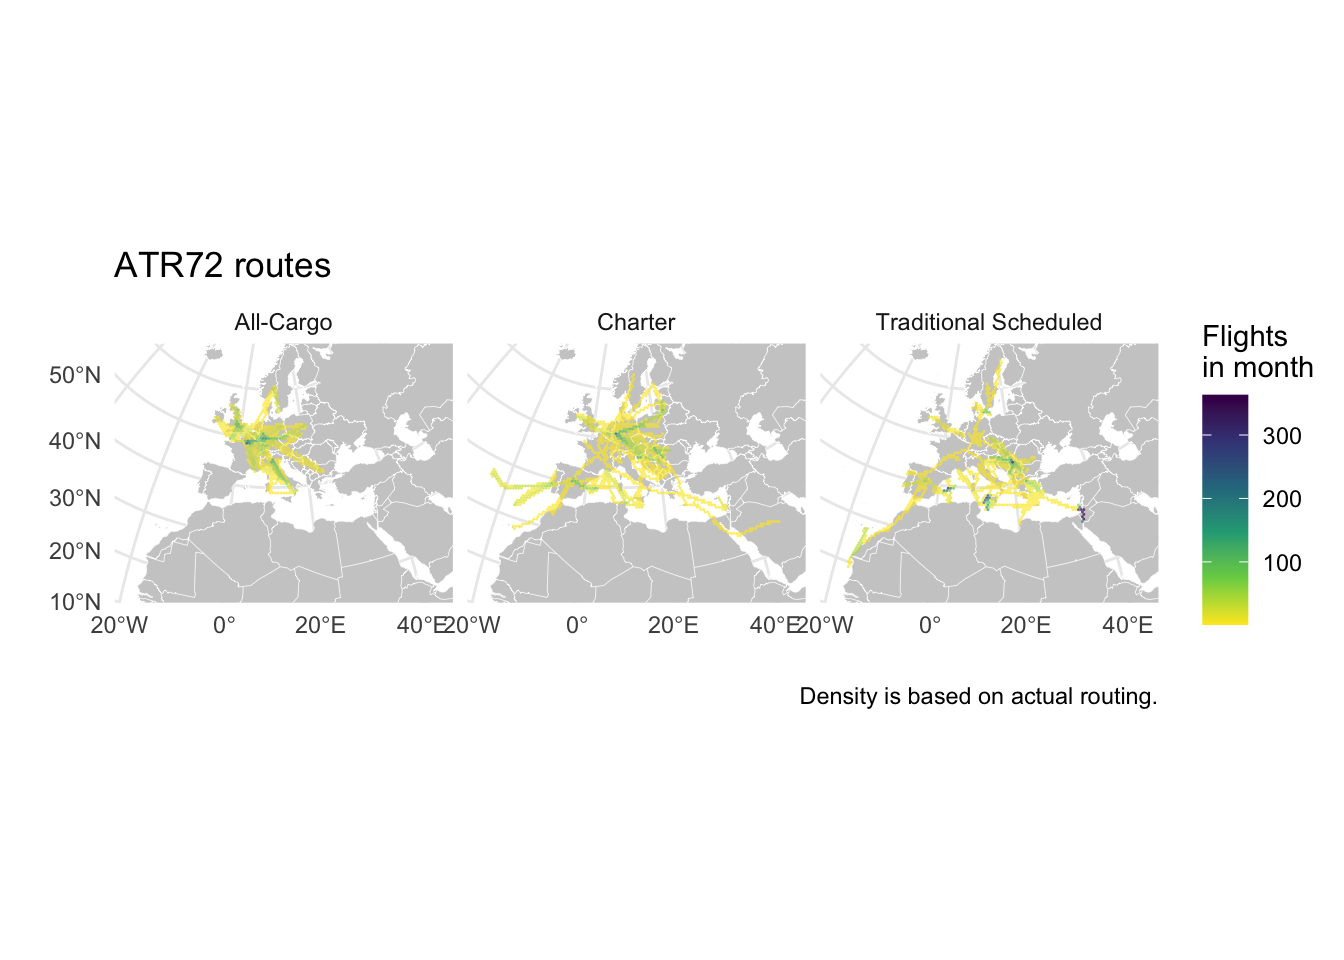 ATR72 routes
All-Cargo
Charter
Traditional Scheduled
50°N
40°N
30°N
20°N
10°N
20°W 0° 20°E 40°E
20°W 0° 20°E 40°E
20°W 0° 20°E 40°E
Flights
in month
300
200
100
Density is based on actual routing.